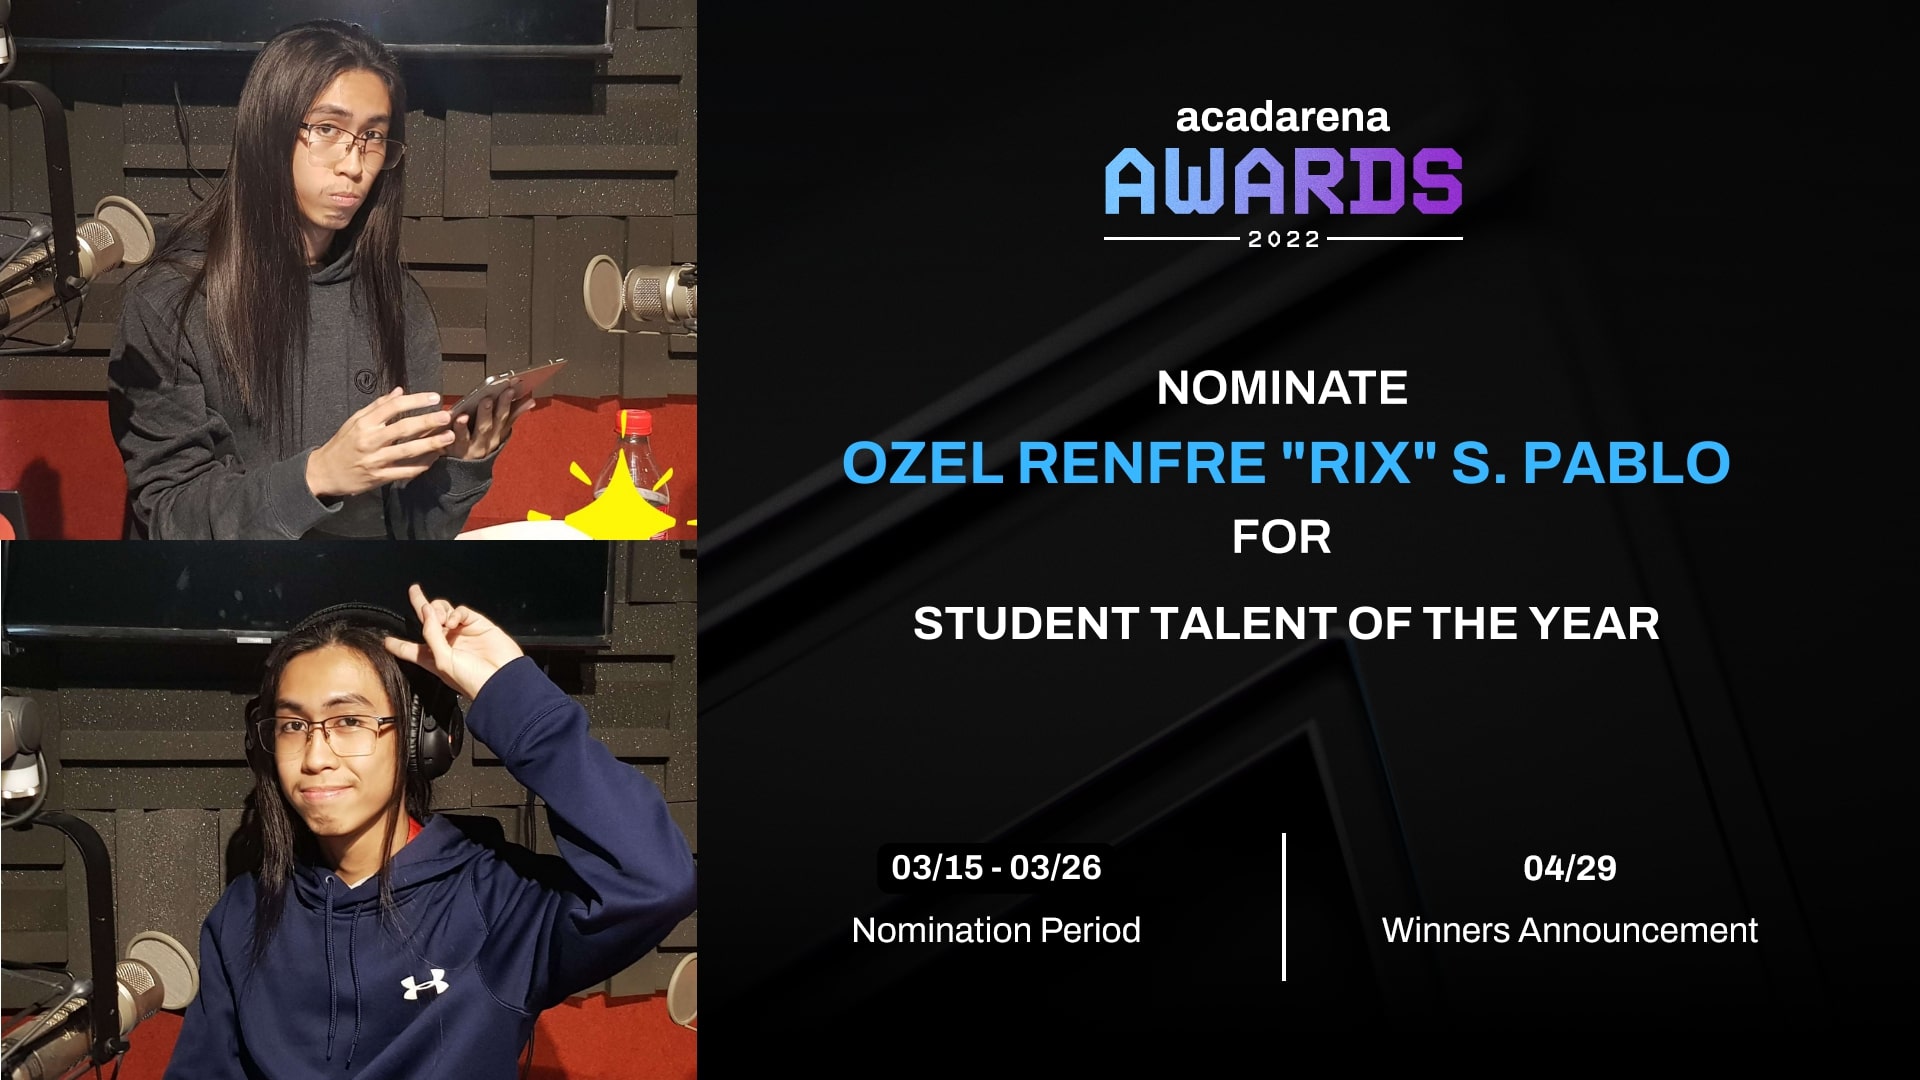 acadarena
AWARDS
2022
NOMINATE
OZEL RENFRE "RIX" S. PABLO
FOR
STUDENT TALENT OF THE YEAR
03/15 - 03/26
Nomination Period
04/29
Winners Announcement